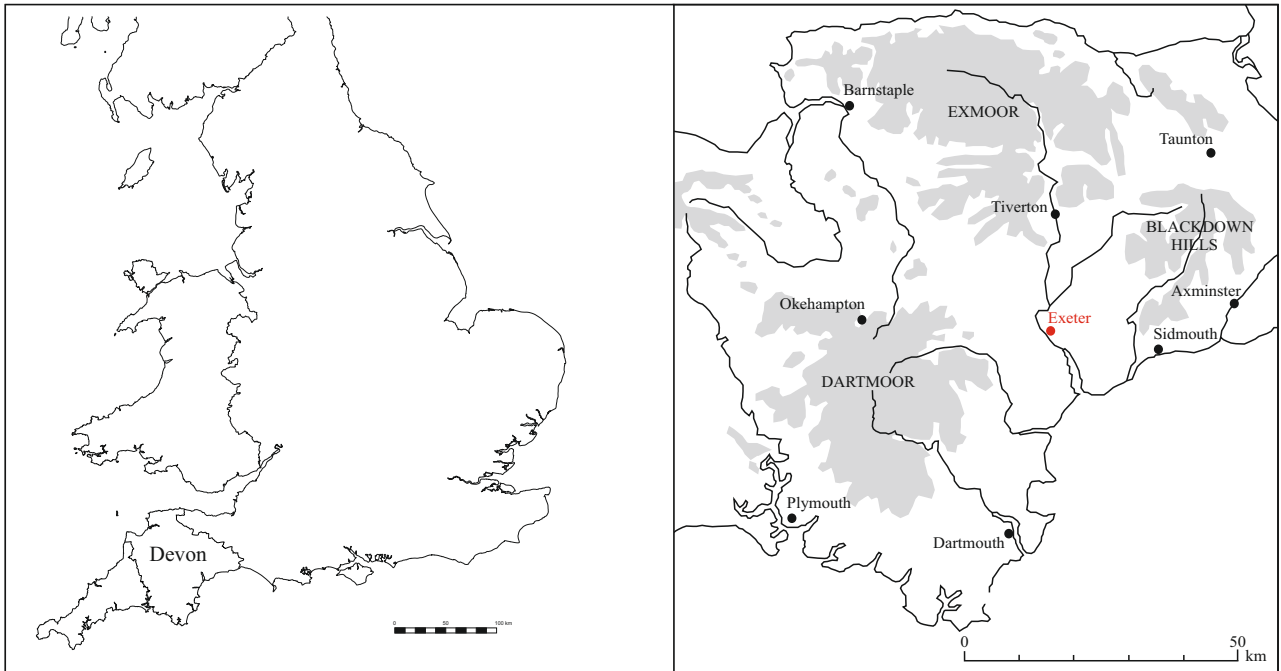 Devon
0 50 100 km
Barnstaple
EXMOOR
Taunton
Tiverton
BLACKDOWN
HILLS
Axminster
Okehampton
Exeter
Sidmouth
DARTMOOR
Plymouth
Dartmouth
0 50
km